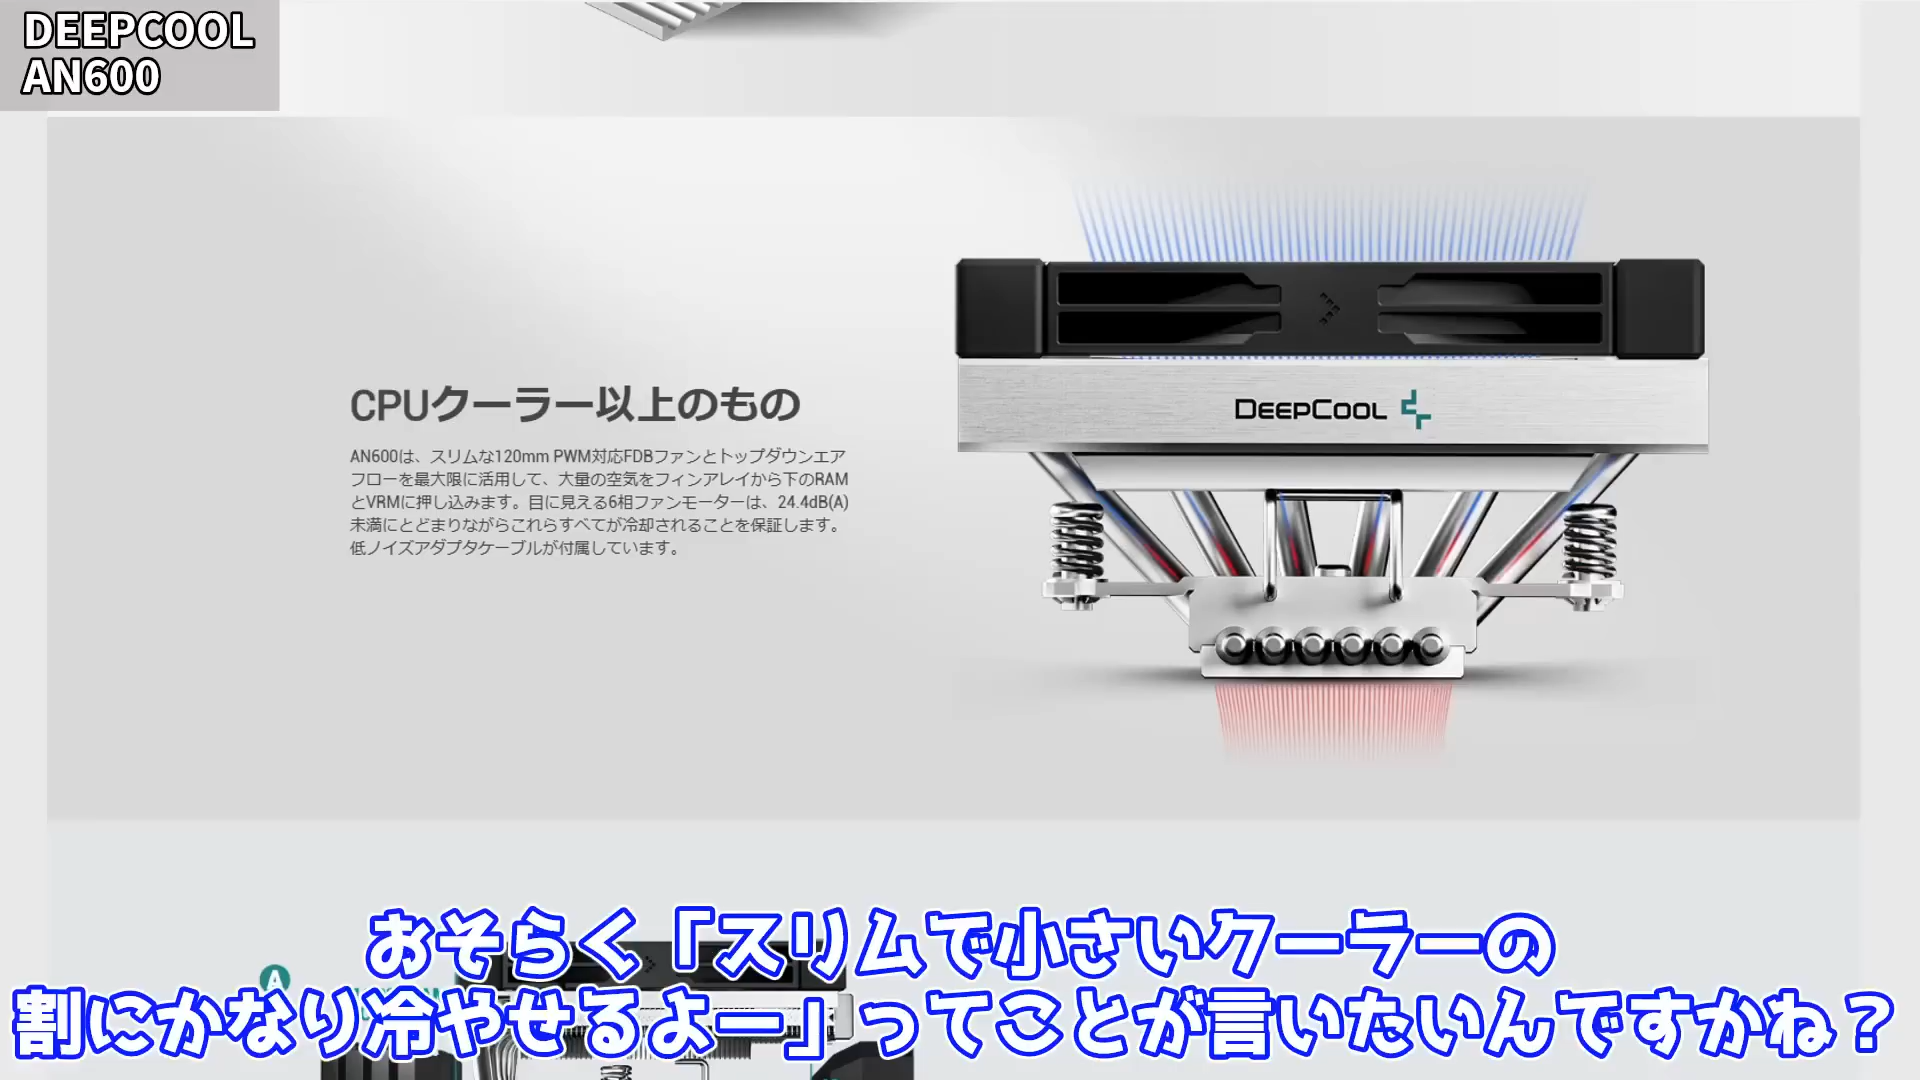 DEEPCOOL
AN600
CPUクーラー以上のもの
AN600は、スリムな120mm PWM対応FDBファンとトップダウンエア
フローを最大限に活用して、大量の空気をフィンアレイから下のRAM
とVRMに押し込みます。目に見える6相ファンモーターは、24.4dB(A)
未満にとどまりながらこれらすべてが冷却されることを保証します。
低ノイズアダプタケーブルが付属しています。
DEEPCOOL
A
おそらく「スリムで小さいクーラーの
割にかなり冷やせるよー」ってことが言いたいんですかね？